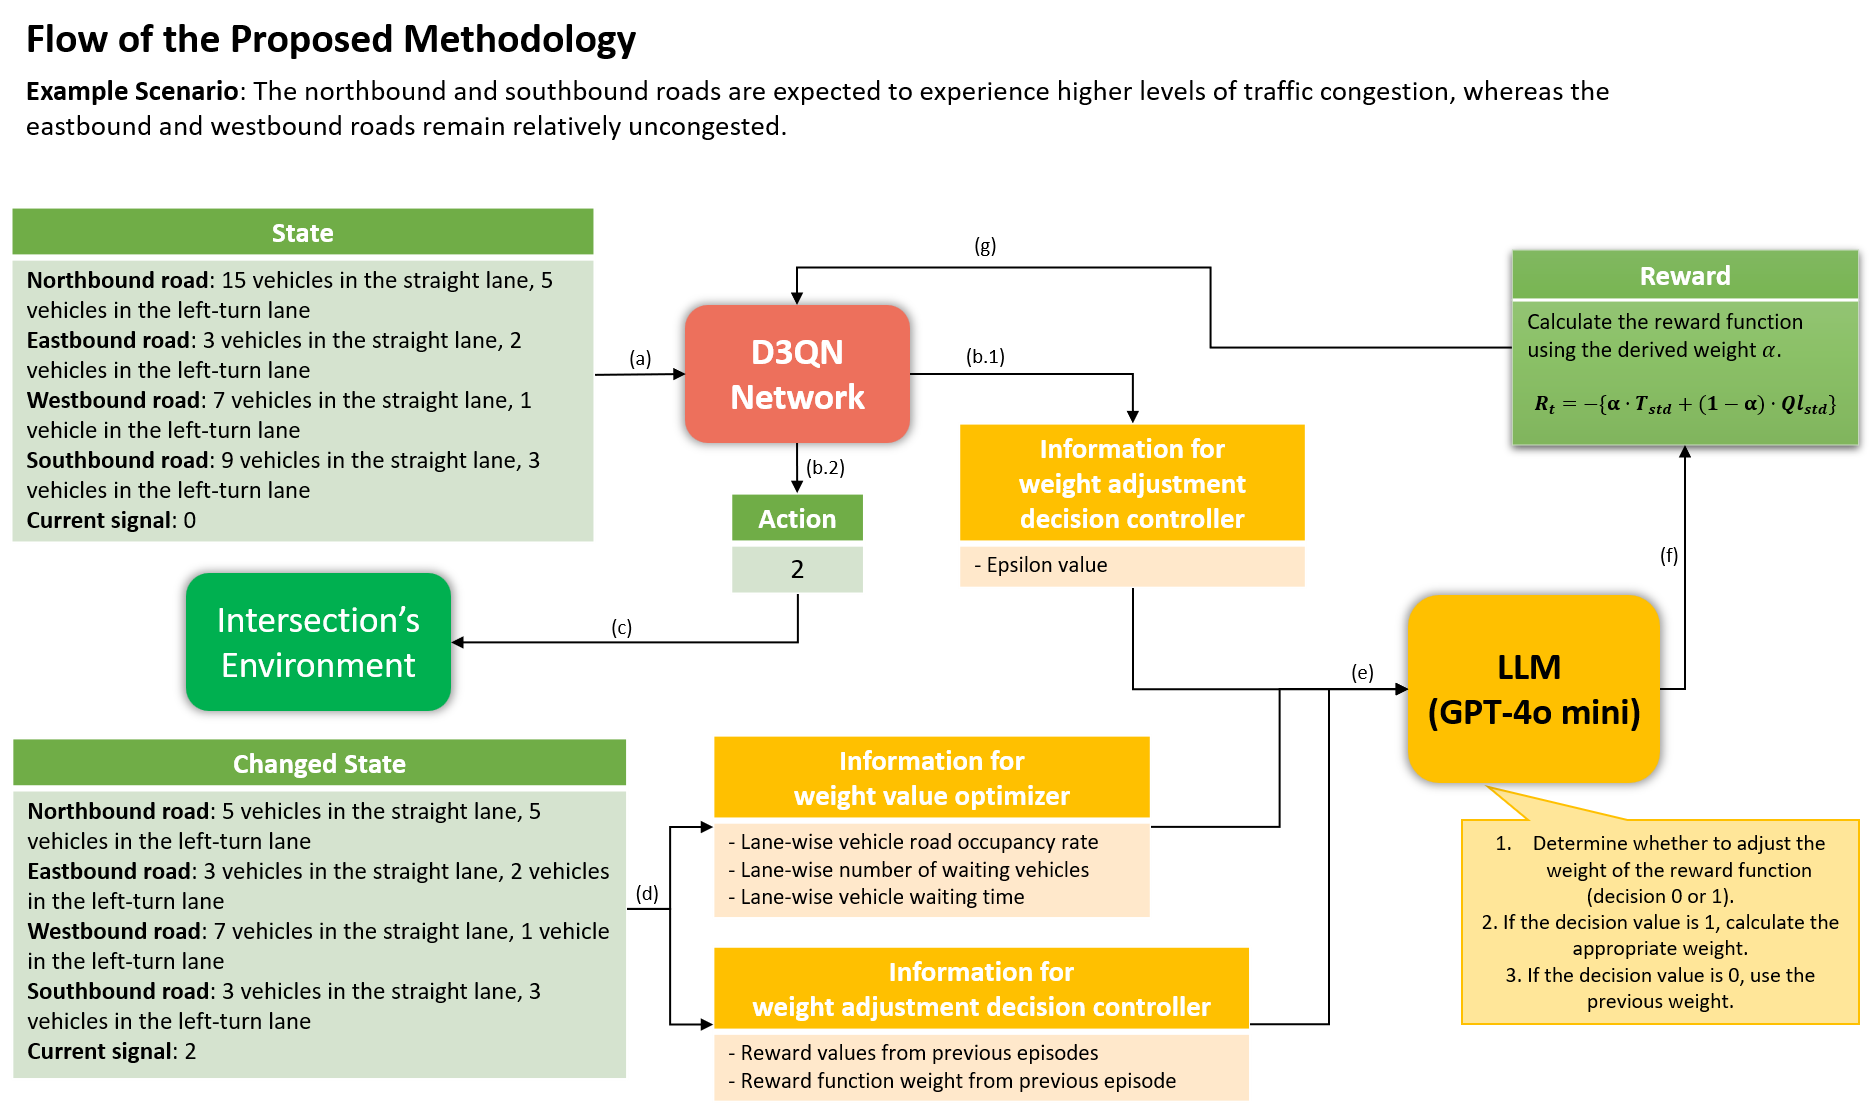 Flow of the Proposed Methodology
Example Scenario: The northbound and southbound roads are expected to experience higher levels of traffic congestion, whereas the
eastbound and westbound roads remain relatively uncongested.
State
Northbound road: 15 vehicles in the straight lane, 5
vehicles in the left-turn lane
Eastbound road: 3 vehicles in the straight lane, 2
vehicles in the left-turn lane
Westbound road: 7 vehicles in the straight lane, 1
vehicle in the left-turn lane
Southbound road: 9 vehicles in the straight lane, 3
vehicles in the left-turn lane
Current signal: 0
(a)
D3QN
Network
(g)
(b.1)
(b.2)
Action
2
(c)
Intersection's
Environment
Information for
weight adjustment
decision controller
- Epsilon value
Reward
Calculate the reward function
using the derived weight α.
R_t = −{α · T_std + (1 − α) · Ql_std}
(f)
(e)
LLM
(GPT-4o mini)
1. Determine whether to adjust the
weight of the reward function
(decision 0 or 1).
2. If the decision value is 1, calculate the
appropriate weight.
3. If the decision value is 0, use the
previous weight.
Changed State
Northbound road: 5 vehicles in the straight lane, 5
vehicles in the left-turn lane
Eastbound road: 3 vehicles in the straight lane, 2 vehicles
in the left-turn lane
Westbound road: 7 vehicles in the straight lane, 1 vehicle
in the left-turn lane
Southbound road: 3 vehicles in the straight lane, 3
vehicles in the left-turn lane
Current signal: 2
(d)
Information for
weight value optimizer
- Lane-wise vehicle road occupancy rate
- Lane-wise number of waiting vehicles
- Lane-wise vehicle waiting time
Information for
weight adjustment decision controller
- Reward values from previous episodes
- Reward function weight from previous episode